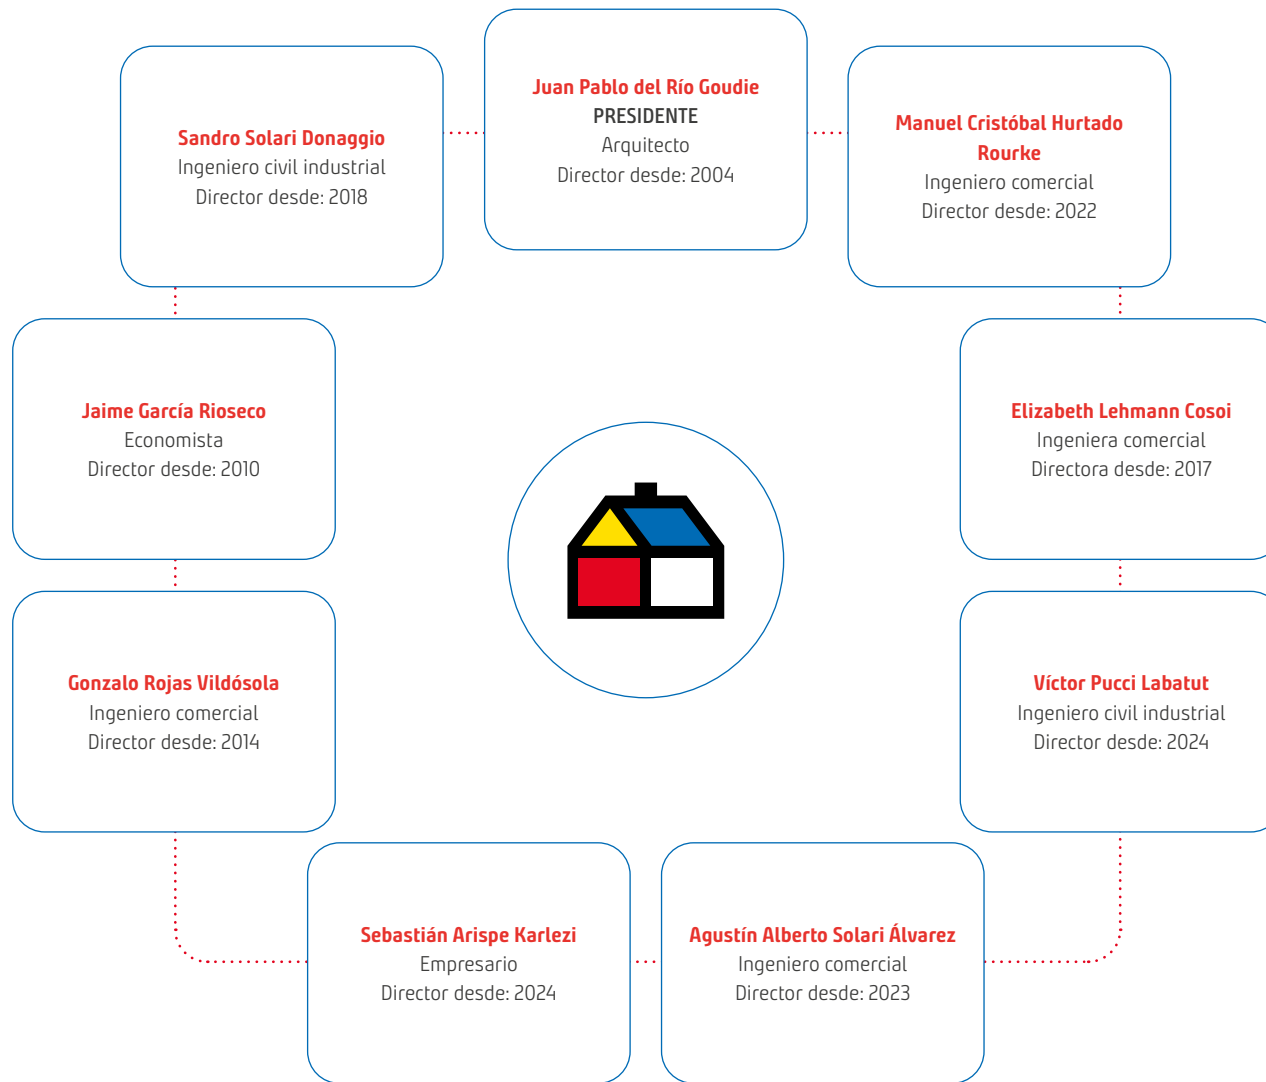 Juan Pablo del Río Goudie
PRESIDENTE
Arquitecto
Director desde: 2004
Sandro Solari Donaggio
Ingeniero civil industrial
Director desde: 2018
Manuel Cristóbal Hurtado
Rourke
Ingeniero comercial
Director desde: 2022
Jaime García Rioseco
Economista
Director desde: 2010
Elizabeth Lehmann Cosoi
Ingeniera comercial
Directora desde: 2017
Gonzalo Rojas Vildósola
Ingeniero comercial
Director desde: 2014
Víctor Pucci Labatut
Ingeniero civil industrial
Director desde: 2024
Sebastián Arispe Karlezi
Empresario
Director desde: 2024
Agustín Alberto Solari Álvarez
Ingeniero comercial
Director desde: 2023